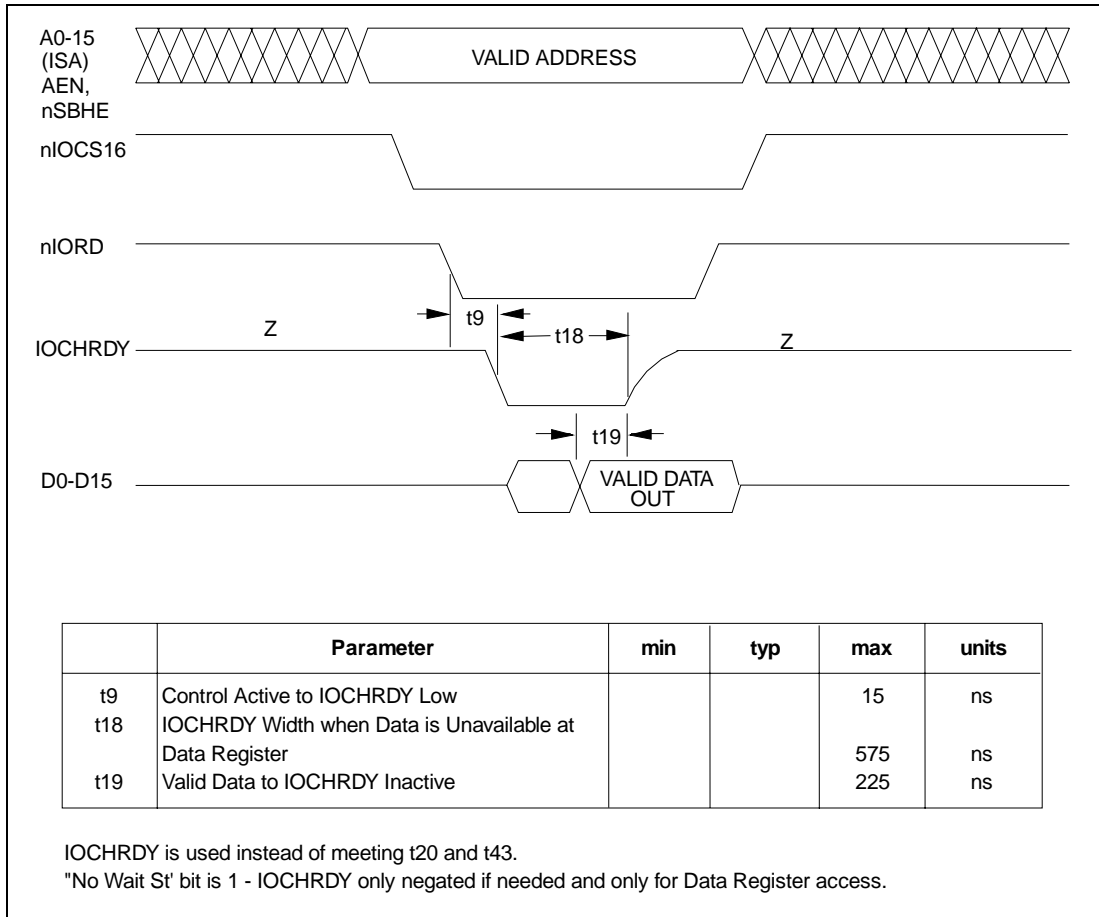 A0-15
(ISA)
AEN,
nSBHE
VALID ADDRESS
nIOCS16
nIORD
t9
Z
t18
Z
IOCHRDY
t19
D0-D15
VALID DATA
OUT
Parameter min typ max units
t9 Control Active to IOCHRDY Low 15 ns
t18 IOCHRDY Width when Data is Unavailable at
Data Register 575 ns
t19 Valid Data to IOCHRDY Inactive 225 ns
IOCHRDY is used instead of meeting t20 and t43.
"No Wait St' bit is 1 - IOCHRDY only negated if needed and only for Data Register access.